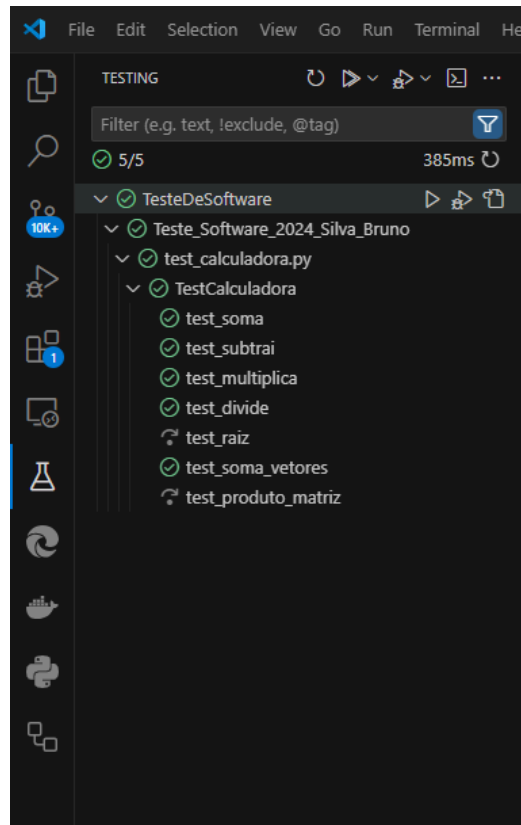 File Edit Selection View Go Run Terminal He
TESTING
Filter (e.g. text, !exclude, @tag)
5/5 385ms
TesteDeSoftware
Teste_Software_2024_Silva_Bruno
test_calculadora.py
TestCalculadora
test_soma
test_subtrai
test_multiplica
test_divide
test_raiz
test_soma_vetores
test_produto_matriz
10K+
1